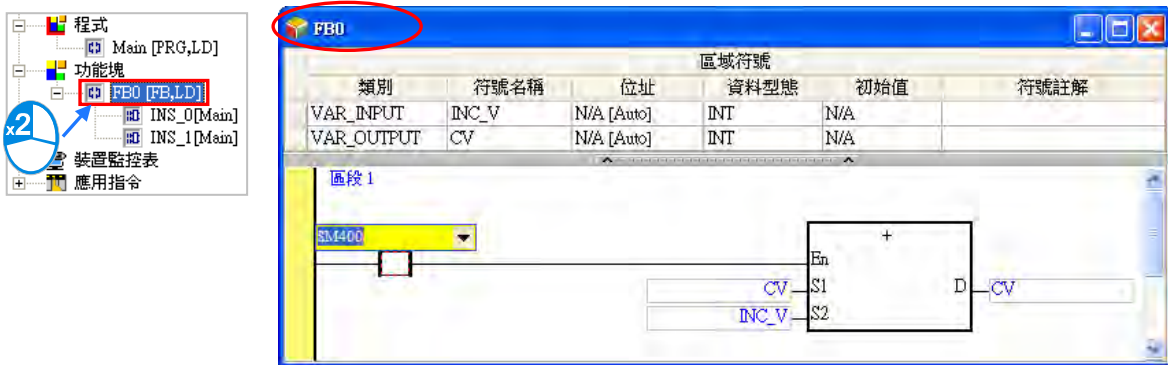 程式
Main [PRG,LD]
功能塊
FB0 [FB,LD]
INS_0[Main]
INS_1[Main]
裝置監控表
應用指令
x2
FB0
區域符號
類別 符號名稱 位址 資料型態 初始值 符號註解
VAR_INPUT INC_V N/A [Auto] INT N/A
VAR_OUTPUT CV N/A [Auto] INT N/A
區段 1
SM400
+
En
CV S1 D CV
INC_V S2